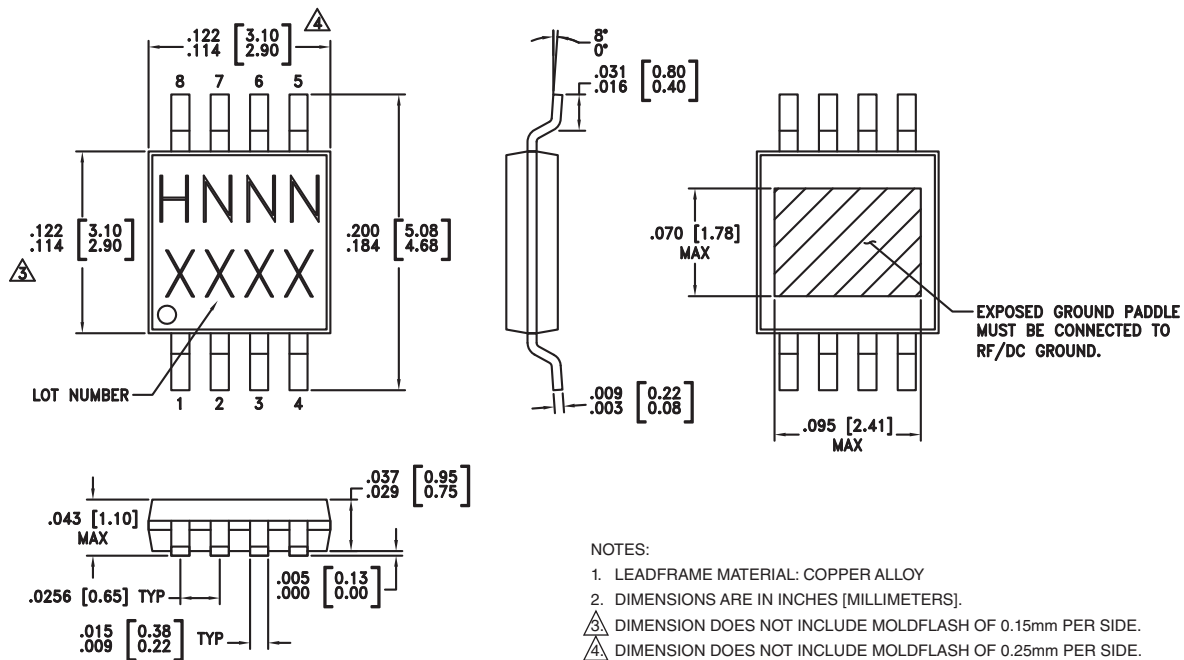 .122 [3.10]
.114 [2.90]
4
8 7 6 5
HNNN
XXXX
.122 [3.10]
.114 [2.90]
3
.200 [5.08]
.184 [4.68]
LOT NUMBER
1 2 3 4
8°
0°
.031 [0.80]
.016 [0.40]
.009 [0.22]
.003 [0.08]
.070 [1.78]
MAX
EXPOSED GROUND PADDLE
MUST BE CONNECTED TO
RF/DC GROUND.
.095 [2.41]
MAX
.043 [1.10]
MAX
.037 [0.95]
.029 [0.75]
.0256 [0.65] TYP
.005 [0.13]
.000 [0.00]
.015 [0.38]
.009 [0.22] TYP
NOTES:
1. LEADFRAME MATERIAL: COPPER ALLOY
2. DIMENSIONS ARE IN INCHES [MILLIMETERS].
3. DIMENSION DOES NOT INCLUDE MOLDFLASH OF 0.15mm PER SIDE.
4. DIMENSION DOES NOT INCLUDE MOLDFLASH OF 0.25mm PER SIDE.